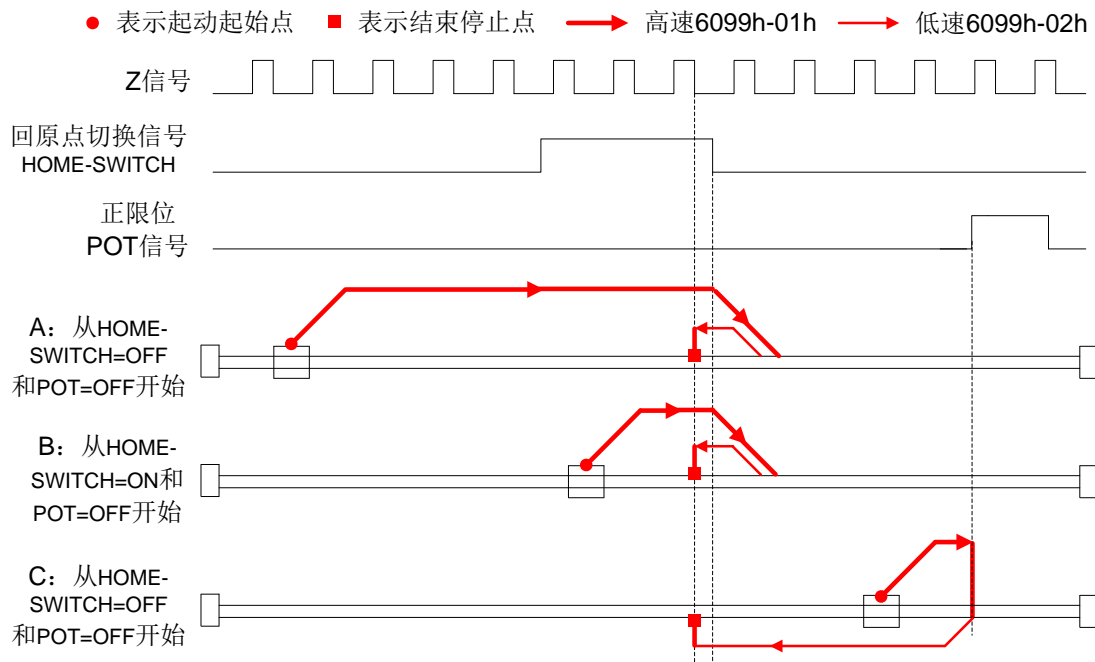 表示起动起始点
表示结束停止点
高速6099h-01h
低速6099h-02h
Z信号
回原点切换信号
HOME-SWITCH
正限位
POT信号
A：从HOME-
SWITCH=OFF
和POT=OFF开始
B：从HOME-
SWITCH=ON和
POT=OFF开始
C：从HOME-
SWITCH=OFF
和POT=OFF开始